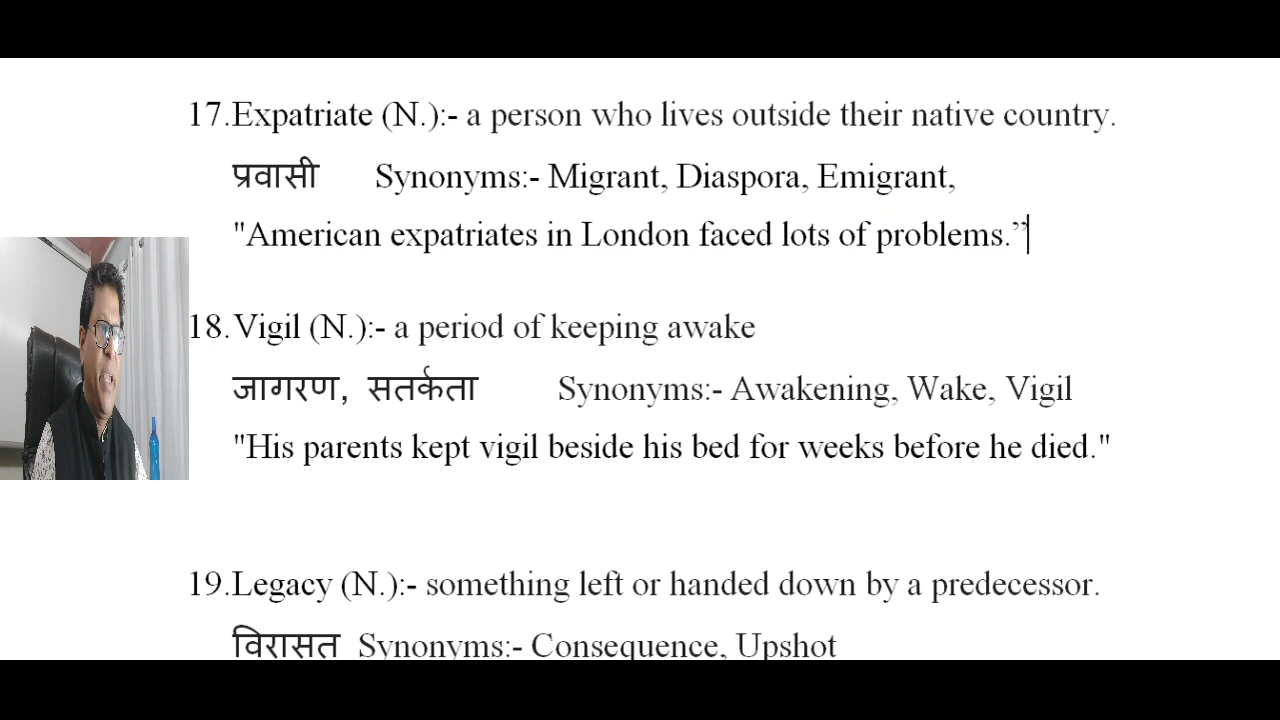 17.Expatriate (N.):- a person who lives outside their native country.
प्रवासी Synonyms:- Migrant, Diaspora, Emigrant,
"American expatriates in London faced lots of problems.”
18.Vigil (N.):- a period of keeping awake
जागरण, सतर्कता Synonyms:- Awakening, Wake, Vigil
"His parents kept vigil beside his bed for weeks before he died."
19.Legacy (N.):- something left or handed down by a predecessor.
विरासत Synonyms:- Consequence, Upshot